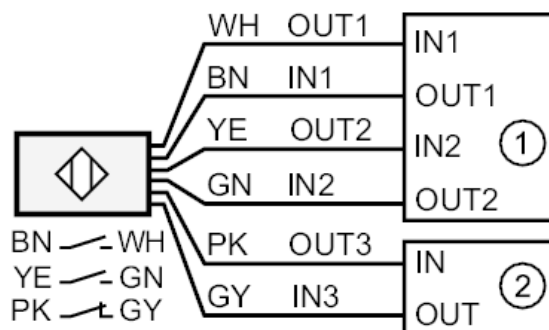 WH OUT1 IN1
BN IN1 OUT1
YE OUT2 IN2 1
GN IN2 OUT2
BN WH PK OUT3 IN
YE GN 2
PK GY GY IN3 OUT